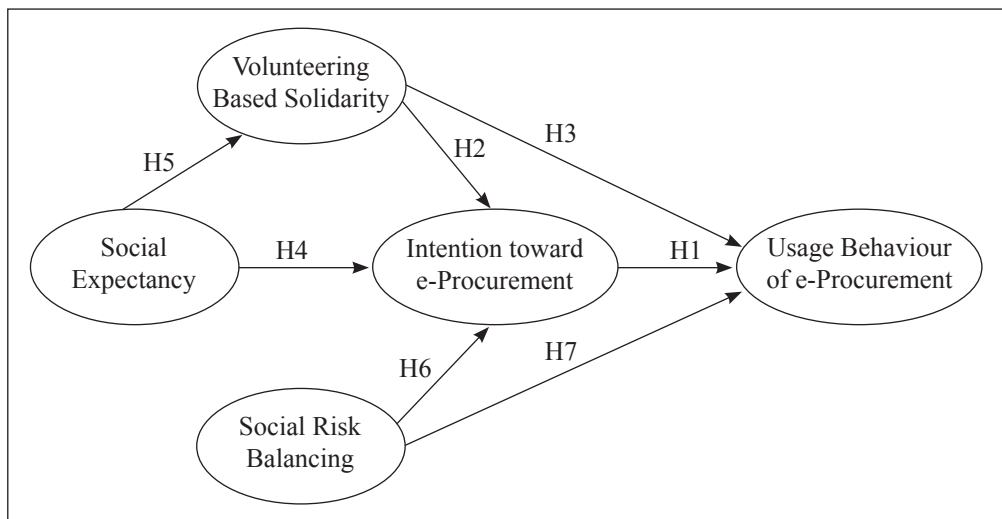 Volunteering
Based Solidarity
H3
H2
H5
Social
Expectancy
H4
Intention toward
e-Procurement
H1
Usage Behaviour
of e-Procurement
H6
H7
Social Risk
Balancing